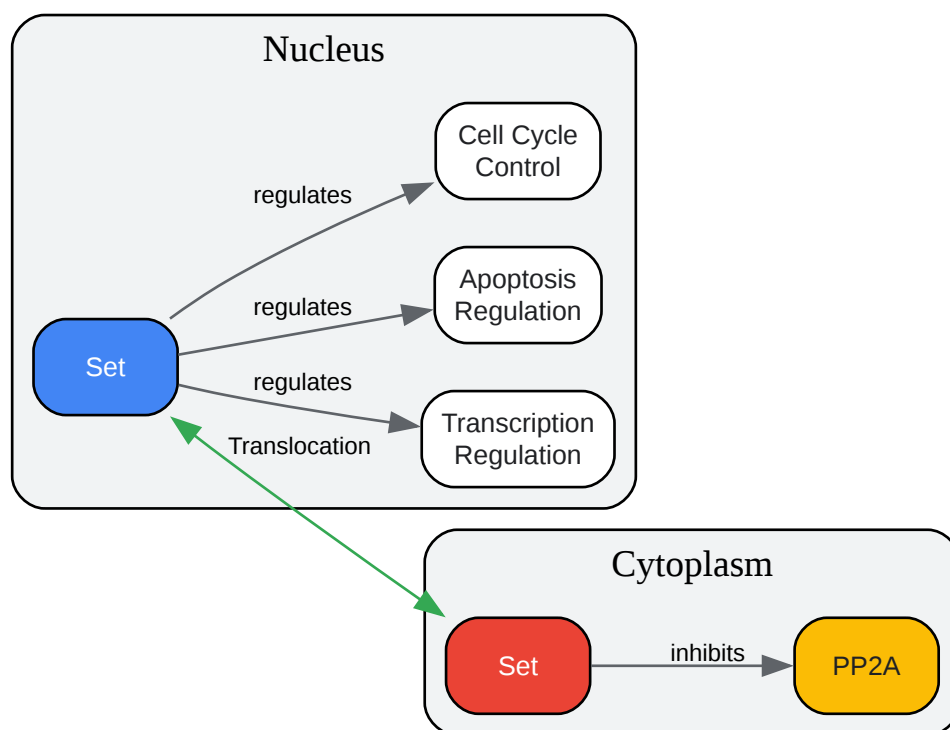 Nucleus
Cell Cycle
Control
regulates
Apoptosis
Regulation
regulates
Set
regulates
Transcription
Regulation
Translocation
Cytoplasm
Set
inhibits
PP2A